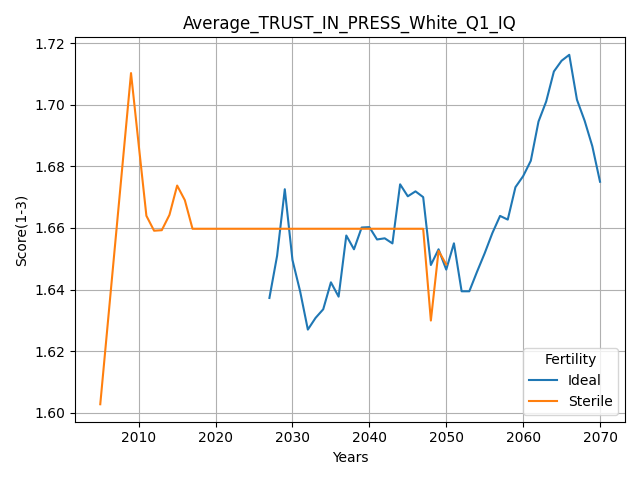 Average_TRUST_IN_PRESS_White_Q1_IQ
Score(1-3)
1.72
1.70
1.68
1.66
1.64
1.62
1.60
2010 2020 2030 2040 2050 2060 2070
Years
Fertility
Ideal
Sterile